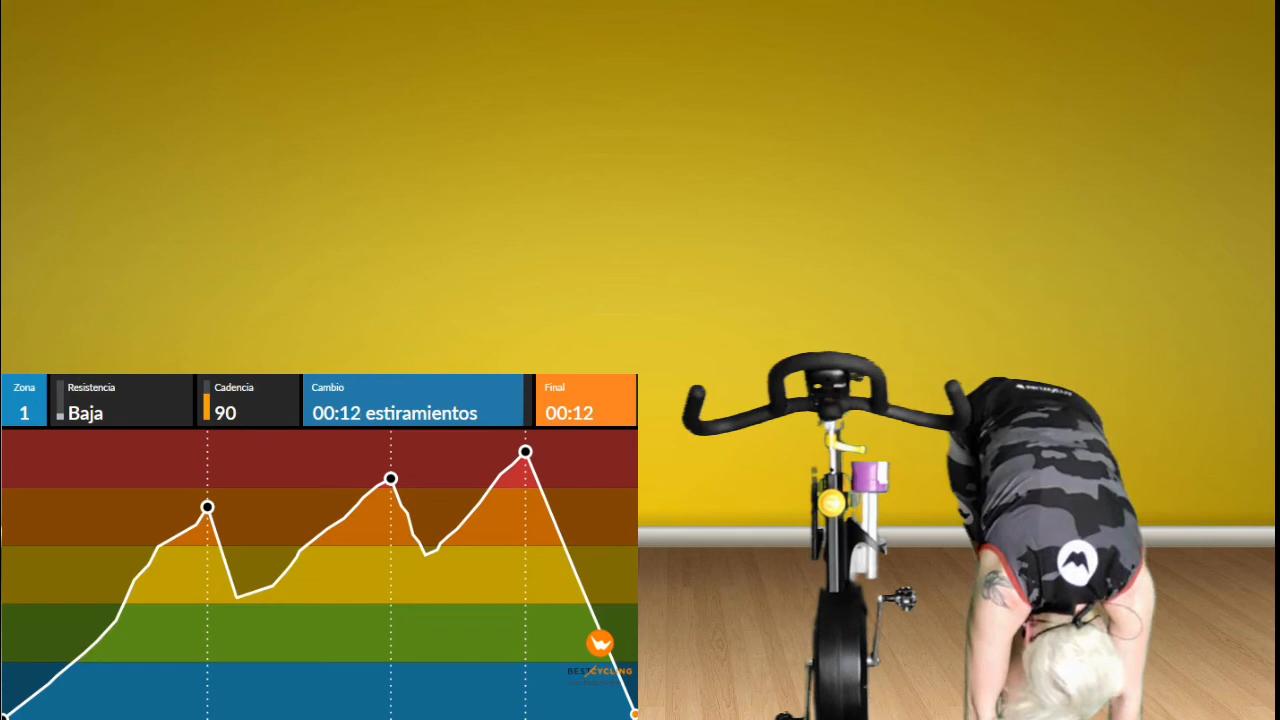 Zona
1
Resistencia
Baja
Cadencia
90
Cambio
00:12 estiramientos
Final
00:12
BESTCYCLING